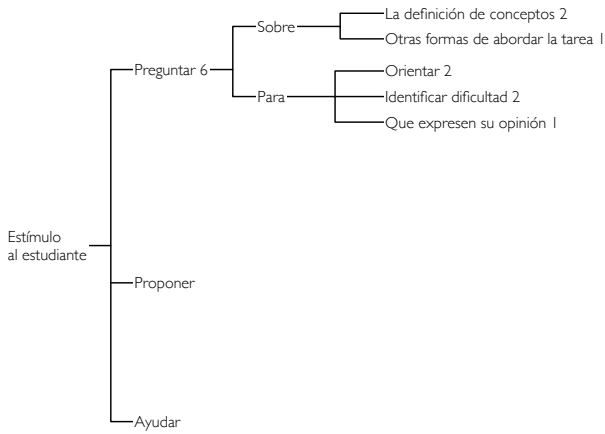 Sobre
La definición de conceptos 2
Otras formas de abordar la tarea 1
Preguntar 6
Para
Orientar 2
Identificar dificultad 2
Que expresen su opinión 1
Estímulo
al estudiante
Proponer
Ayudar